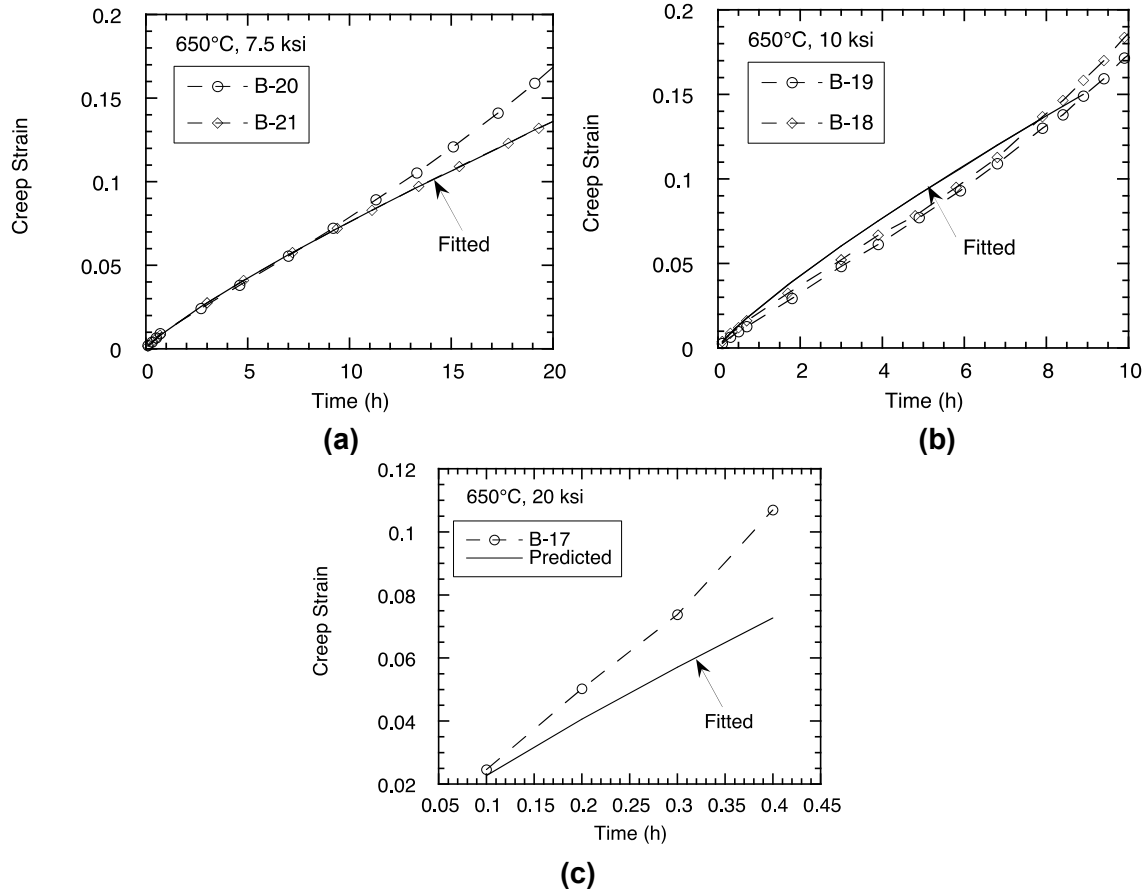 650°C, 7.5 ksi
B-20
B-21
Fitted
Creep Strain
0.2
0.15
0.1
0.05
0
0 5 10 15 20
Time (h)
(a)
650°C, 10 ksi
B-19
B-18
Fitted
Creep Strain
0.2
0.15
0.1
0.05
0
0 2 4 6 8 10
Time (h)
(b)
650°C, 20 ksi
B-17
Predicted
Fitted
Creep Strain
0.12
0.1
0.08
0.06
0.04
0.02
0.05 0.1 0.15 0.2 0.25 0.3 0.35 0.4 0.45
Time (h)
(c)